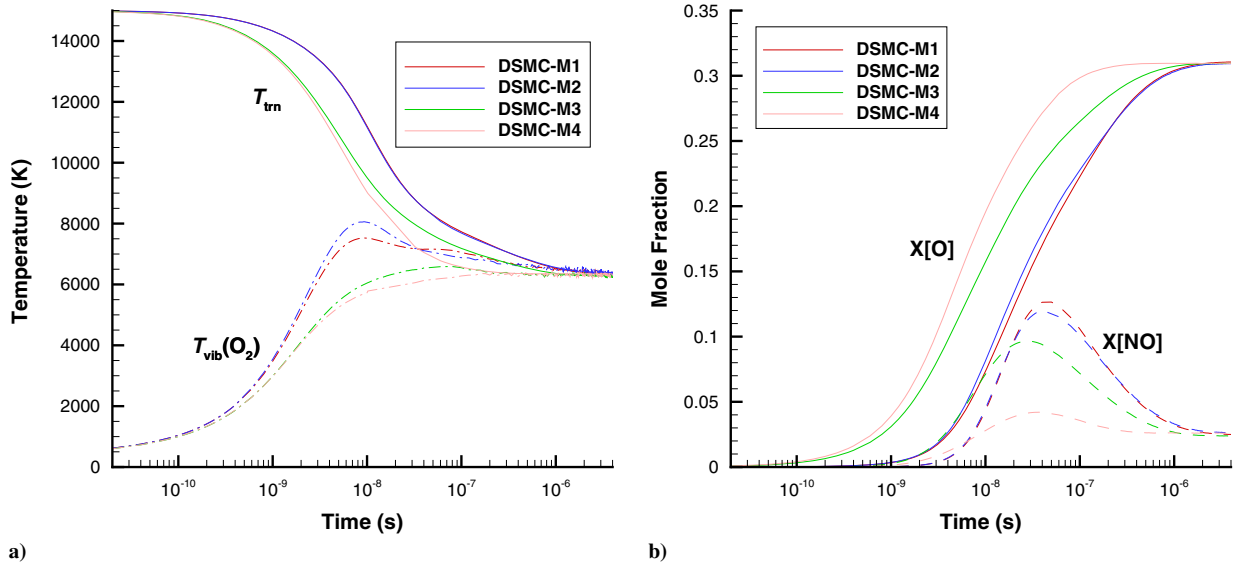 14000
12000
10000
8000
6000
4000
2000
0
Temperature (K)
T_trn
T_vib(O_2)
DSMC-M1
DSMC-M2
DSMC-M3
DSMC-M4
10^-10
10^-9
10^-8
10^-7
10^-6
Time (s)
a)
0.35
0.3
0.25
0.2
0.15
0.1
0.05
0
Mole Fraction
DSMC-M1
DSMC-M2
DSMC-M3
DSMC-M4
X[O]
X[NO]
10^-10
10^-9
10^-8
10^-7
10^-6
Time (s)
b)